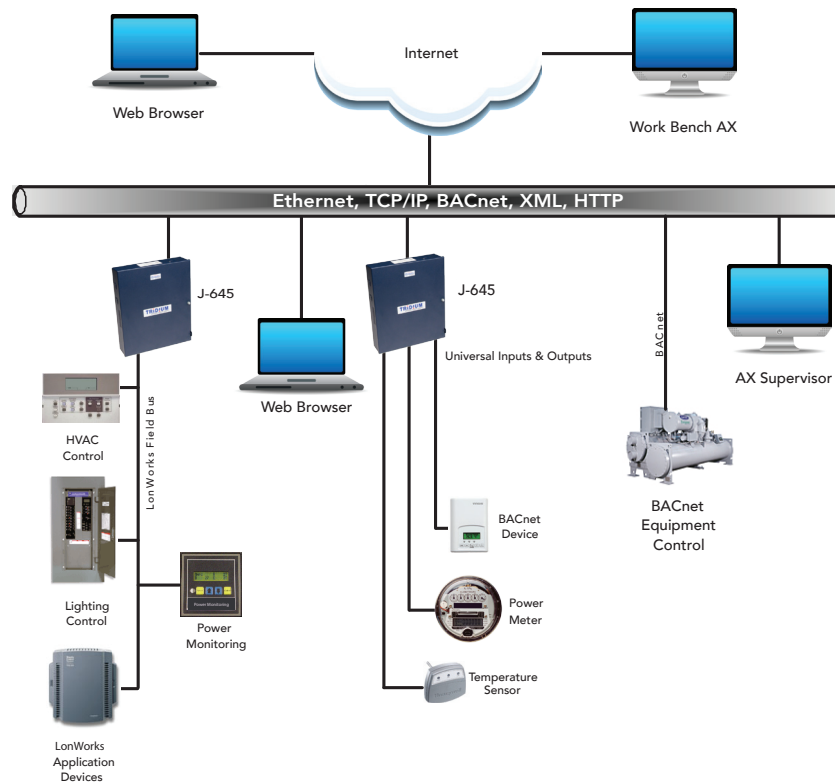 Internet
Web Browser
Work Bench AX
Ethernet, TCP/IP, BACnet, XML, HTTP
J-645
TRIDIUM
J-645
TRIDIUM
BACnet
Universal Inputs & Outputs
AX Supervisor
Web Browser
LonWorks Field Bus
HVAC
Control
BACnet
Device
BACnet
Equipment
Control
Lighting
Control
Power Monitoring
Power
Monitoring
Power
Meter
Temperature
Sensor
LonWorks
Application
Devices